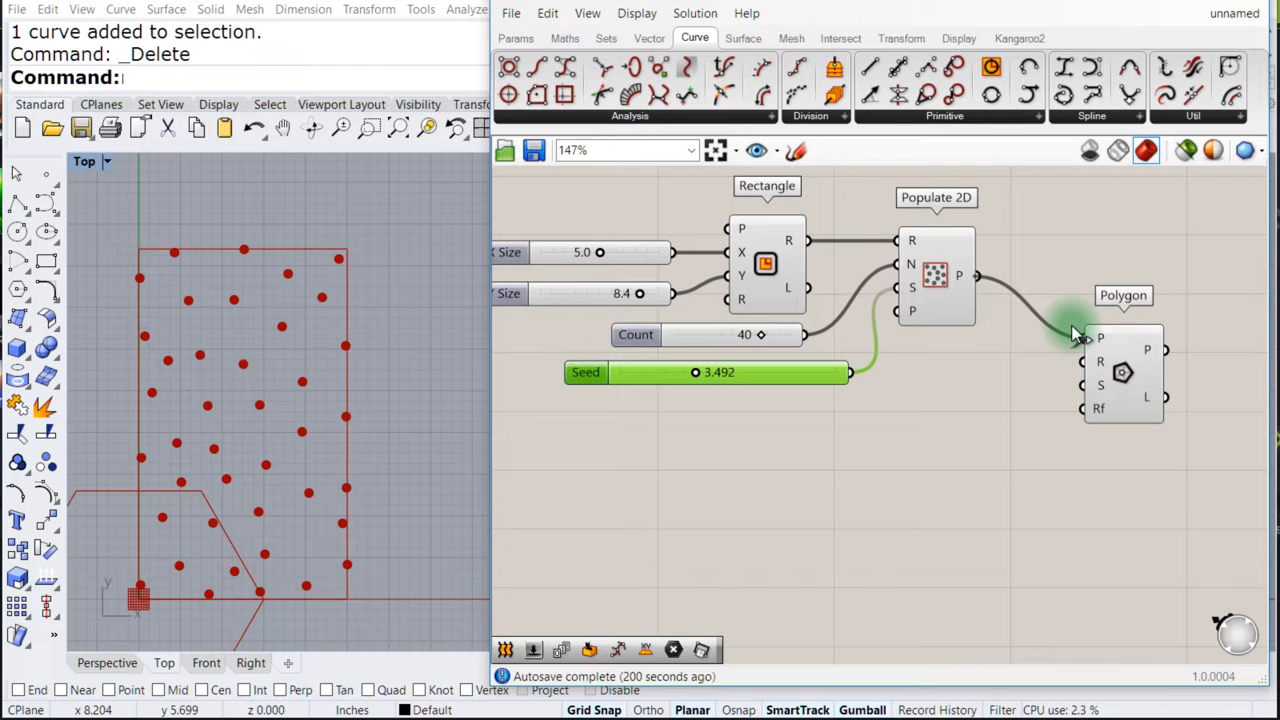 File Edit View Curve Surface Solid Mesh Dimension Transform Tools Analyze
1 curve added to selection.
Command: _Delete
Command:
Standard CPlanes Set View Display Select Viewport Layout Visibility Transfo
Top
y
x
Perspective Top Front Right
File Edit View Display Solution Help unnamed
Params Maths Sets Vector Curve Surface Mesh Intersect Transform Display Kangaroo2
Analysis Division Primitive Spline Util
147%
Rectangle
P
X
Y
R
R
L
Size 5.0
Y Size 8.4
Count 40
Seed 3.492
Populate 2D
R
N
S
P
P
Polygon
P
R
S
Rf
P
L
XY
Autosave complete (200 seconds ago) 1.0.0004
End Near Point Mid Cen Int Perp Tan Quad Knot Vertex Project Disable
CPlane x 8.204 y 5.699 z 0.000 Inches Default Grid Snap Ortho Planar Osnap SmartTrack Gumball Record History Filter CPU use: 2.3 %